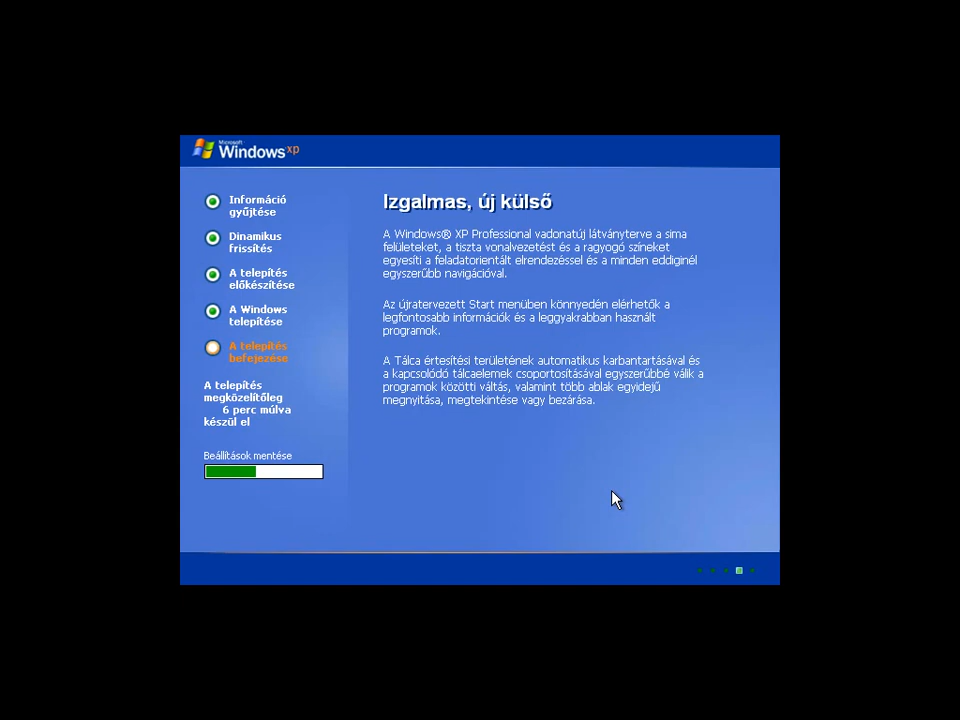 Microsoft
Windows xp
Információ
gyűjtése
Dinamikus
frissítés
A telepítés
előkészítése
A Windows
telepítése
A telepítés
befejezése
A telepítés
megközelítőleg
6 perc múlva
készül el
Beállítások mentése
Izgalmas, új külső
A Windows® XP Professional vadonatúj látványterve a sima
felületeket, a tiszta vonalvezetést és a ragyogó színeket
egyesíti a feladatorientált elrendezéssel és a minden eddiginél
egyszerűbb navigációval.
Az újratervezett Start menüben könnyedén elérhetők a
legfontosabb információk és a leggyakrabban használt
programok.
A Tálca értesítési területének automatikus karbantartásával és
a kapcsolódó tálcaelemek csoportosításával egyszerűbbé válik a
programok közötti váltás, valamint több ablak egyidejű
megnyitása, megtekintése vagy bezárása.